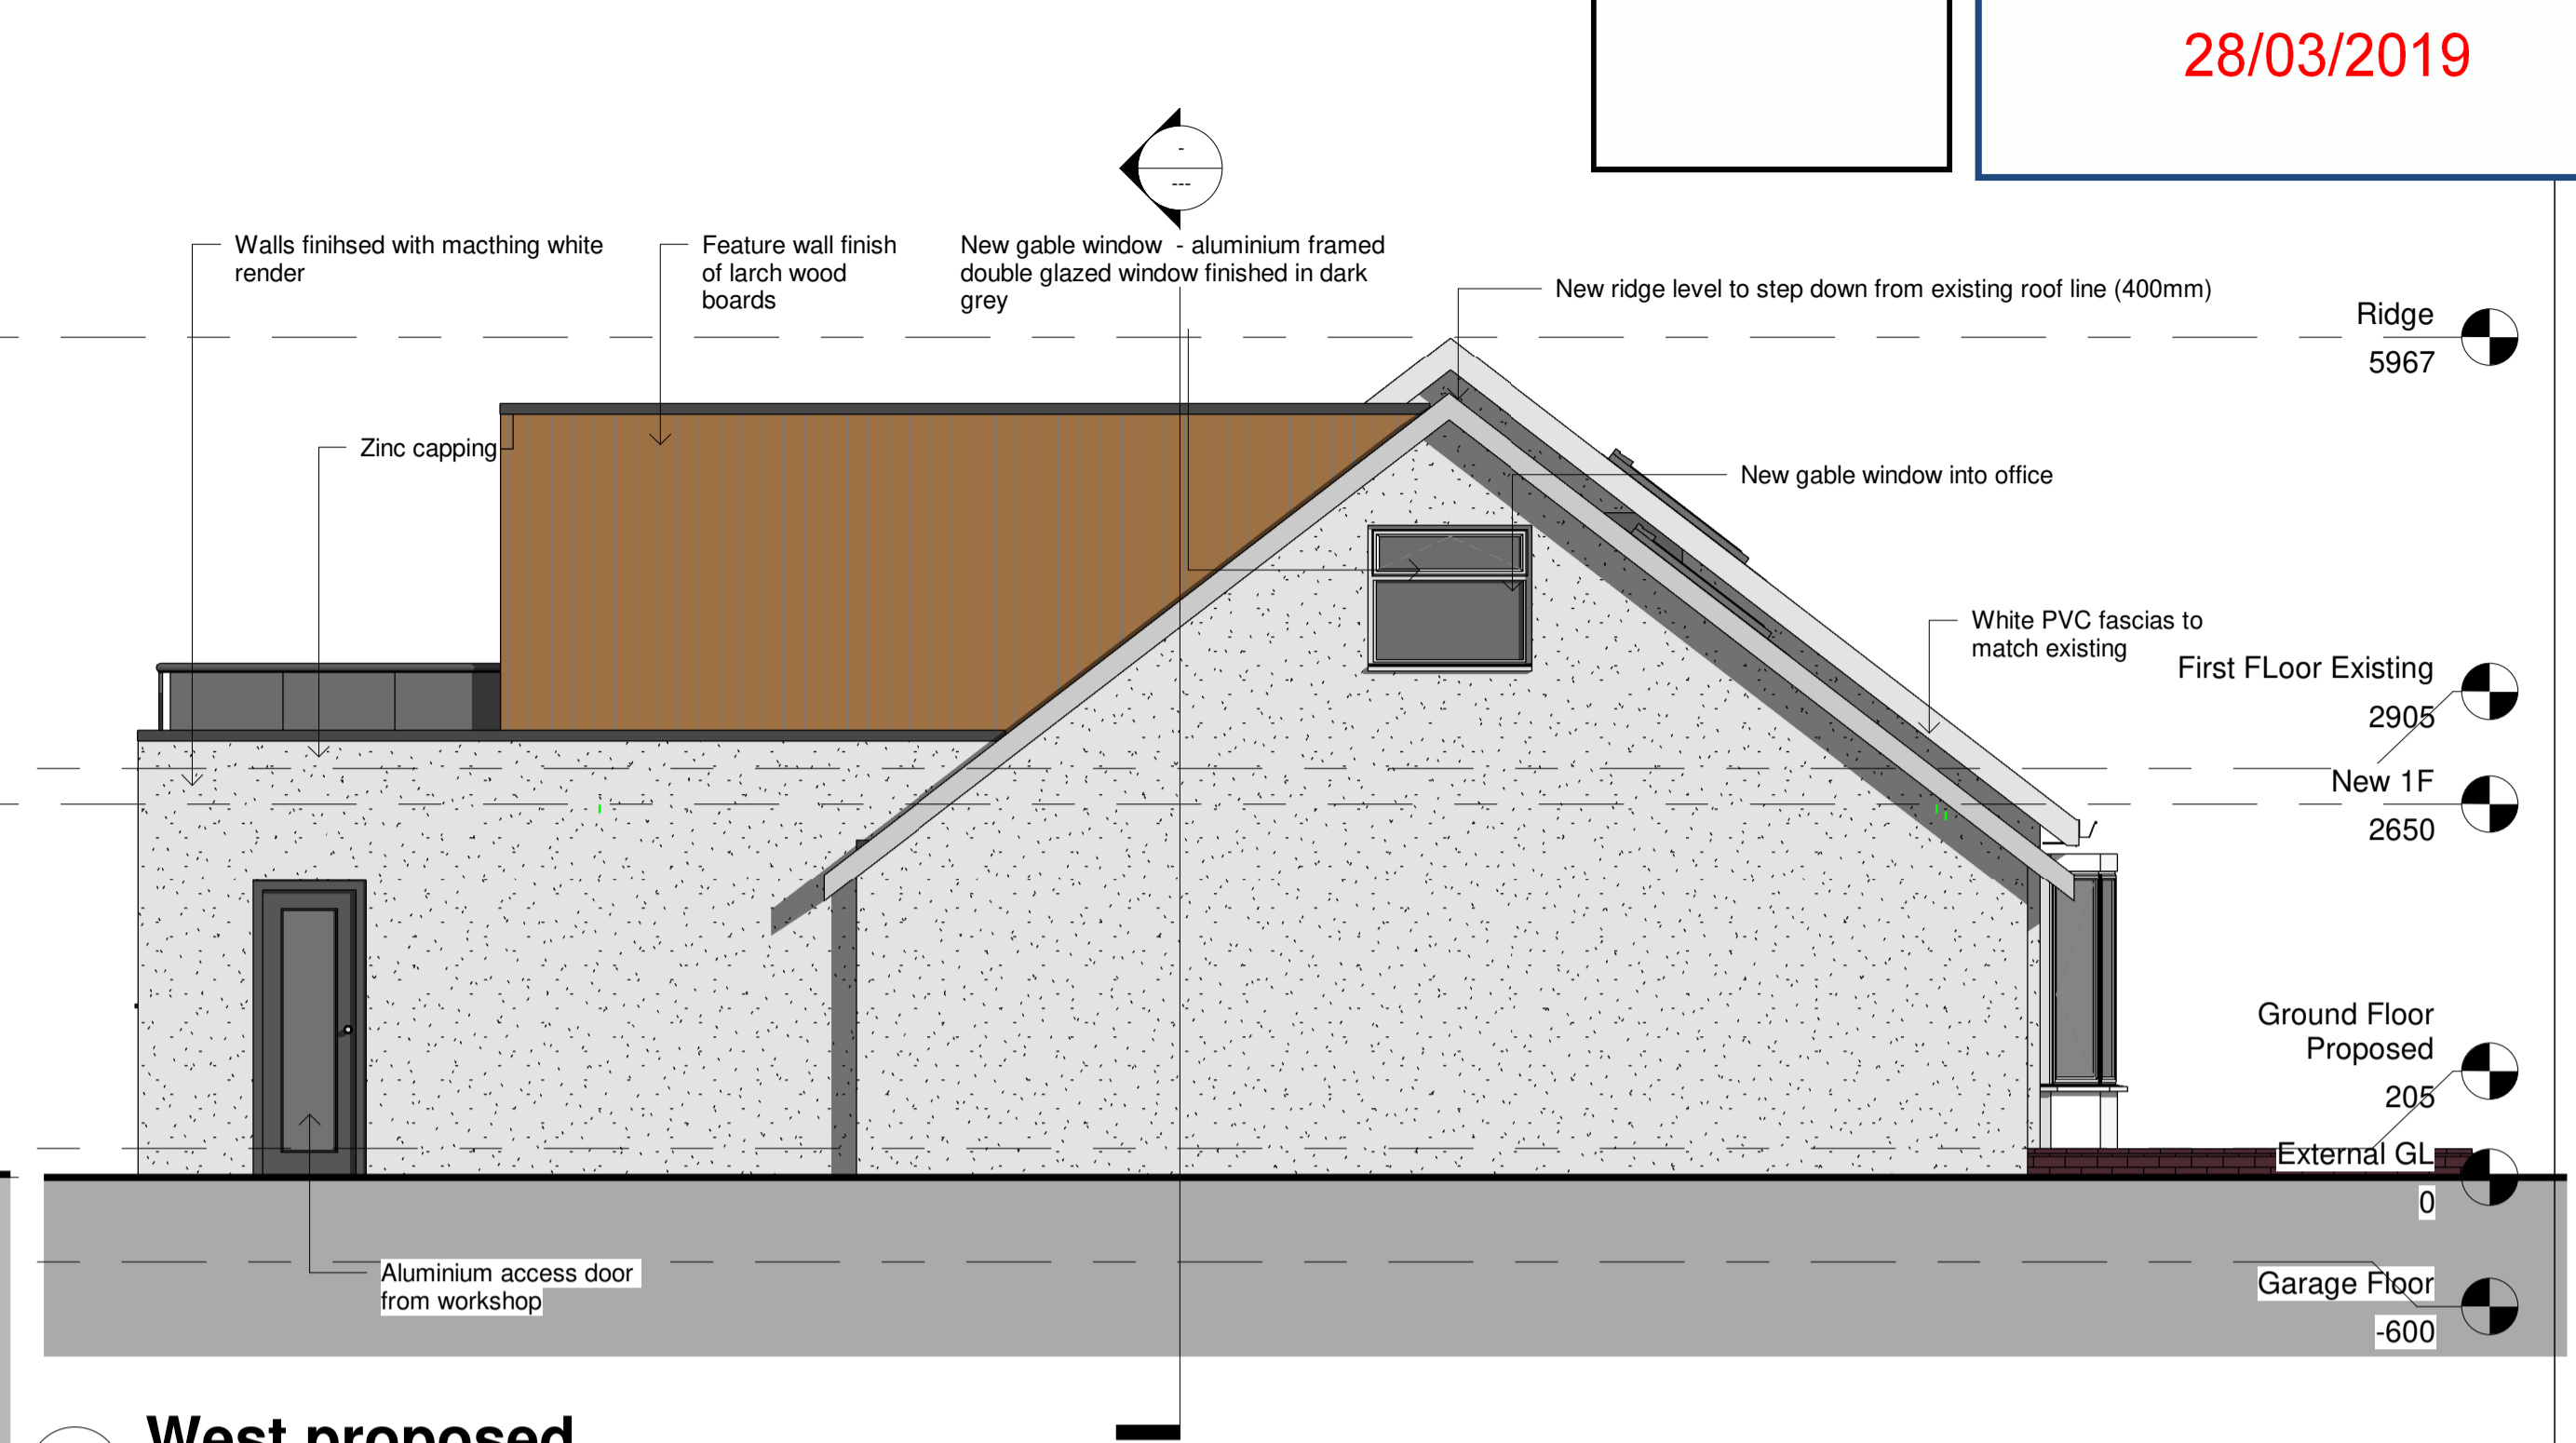 28/03/2019
-
---
Walls finihsed with macthing white
render
Feature wall finish
of larch wood
boards
New gable window - aluminium framed
double glazed window finished in dark
grey
New ridge level to step down from existing roof line (400mm)
Ridge
5967
Zinc capping
New gable window into office
White PVC fascias to
match existing
First FLoor Existing
2905
New 1F
2650
Ground Floor
Proposed
205
External GL
0
Aluminium access door
from workshop
Garage Floor
-600
West proposed